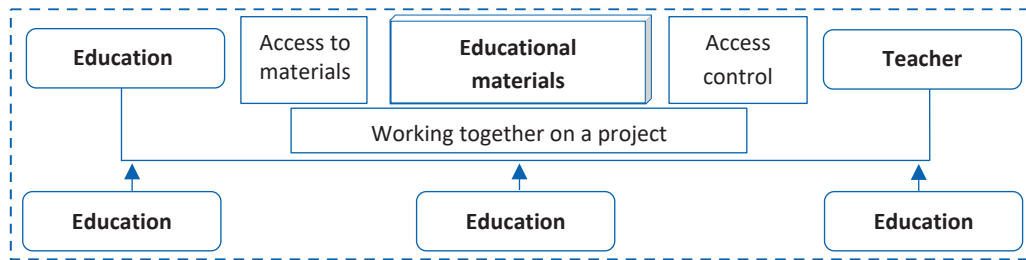 Education
Access to
materials
Educational
materials
Access
control
Teacher
Working together on a project
Education
Education
Education